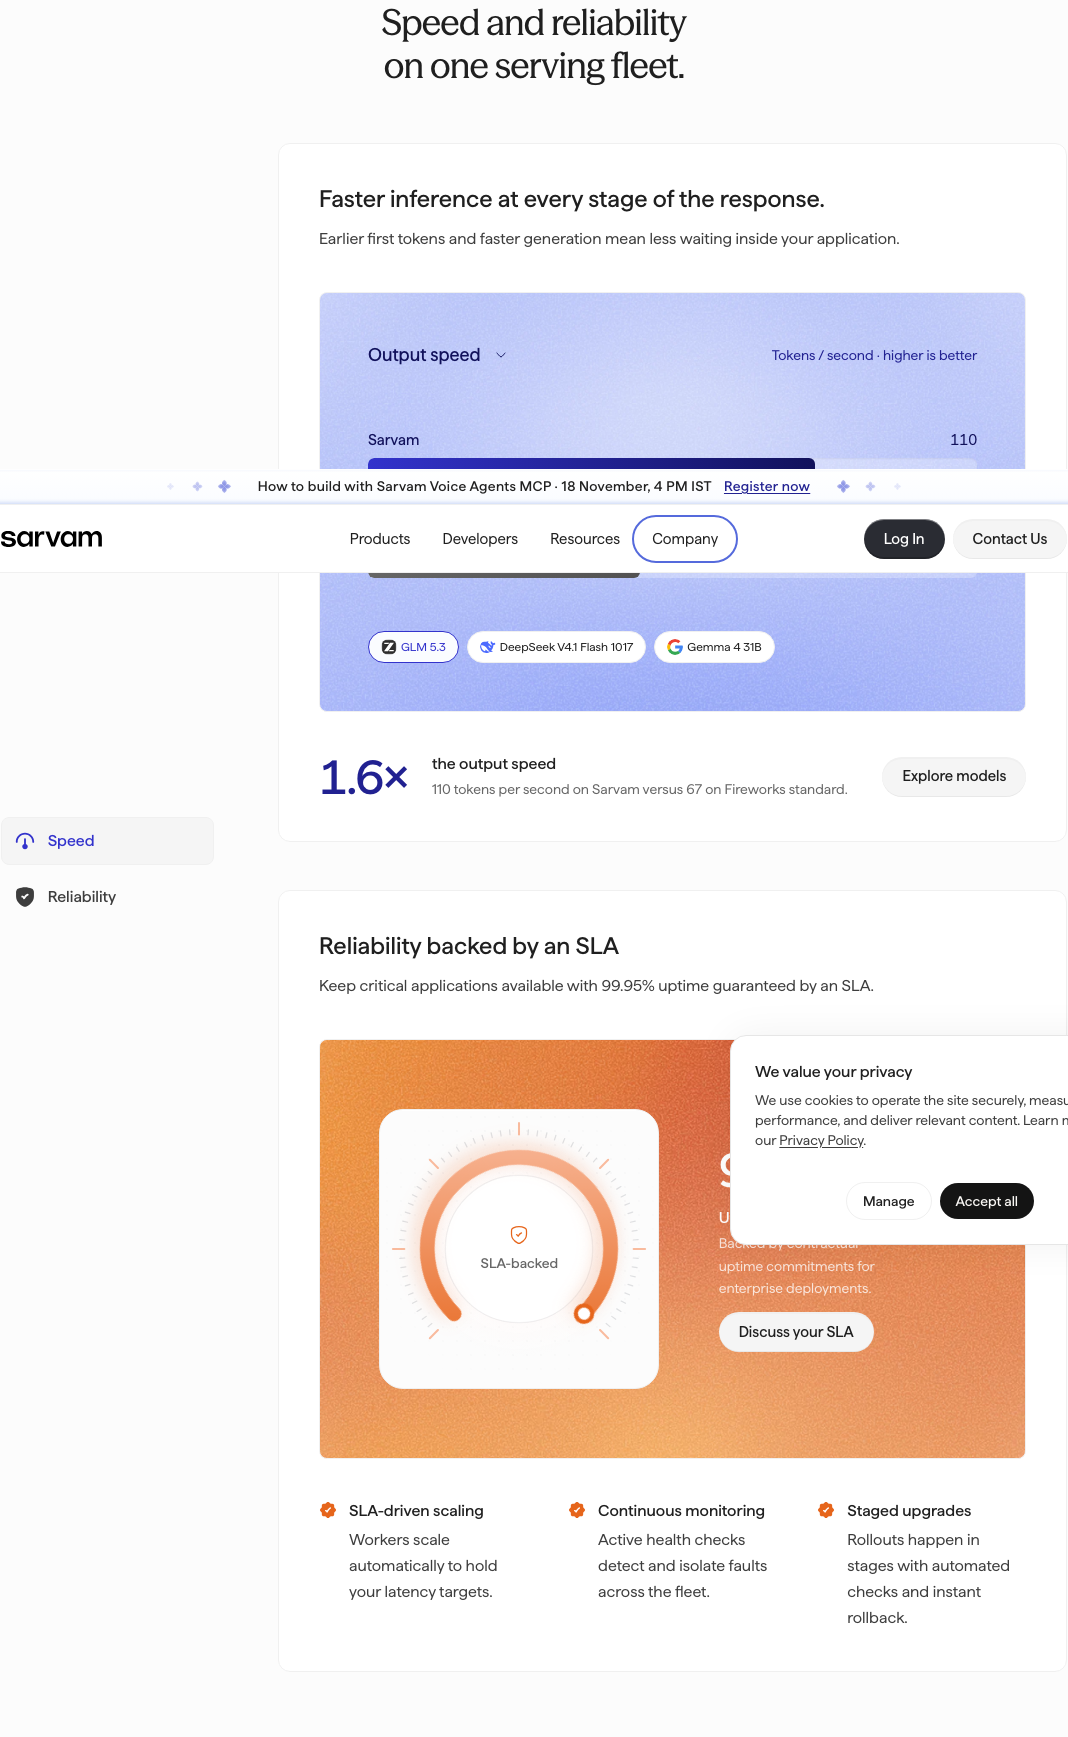 Speed and reliability
on one serving fleet.
Faster inference at every stage of the response.
Earlier first tokens and faster generation mean less waiting inside your application.
Output speed
Tokens / second · higher is better
Sarvam
110
How to build with Sarvam Voice Agents MCP · 18 November, 4 PM IST Register now
sarvam
Products
Developers
Resources
Company
Log In
Contact Us
GLM 5.3
DeepSeek V4.1 Flash 1017
Gemma 4 31B
1.6×
the output speed
110 tokens per second on Sarvam versus 67 on Fireworks standard.
Explore models
Speed
Reliability
Reliability backed by an SLA
Keep critical applications available with 99.95% uptime guaranteed by an SLA.
We value your privacy
We use cookies to operate the site securely,
performance, and deliver relevant content. Learn
our Privacy Policy.
Manage
Accept all
SLA-backed
Backed by contractual
uptime commitments for
enterprise deployments.
Discuss your SLA
SLA-driven scaling
Workers scale
automatically to hold
your latency targets.
Continuous monitoring
Active health checks
detect and isolate faults
across the fleet.
Staged upgrades
Rollouts happen in
stages with automated
checks and instant
rollback.